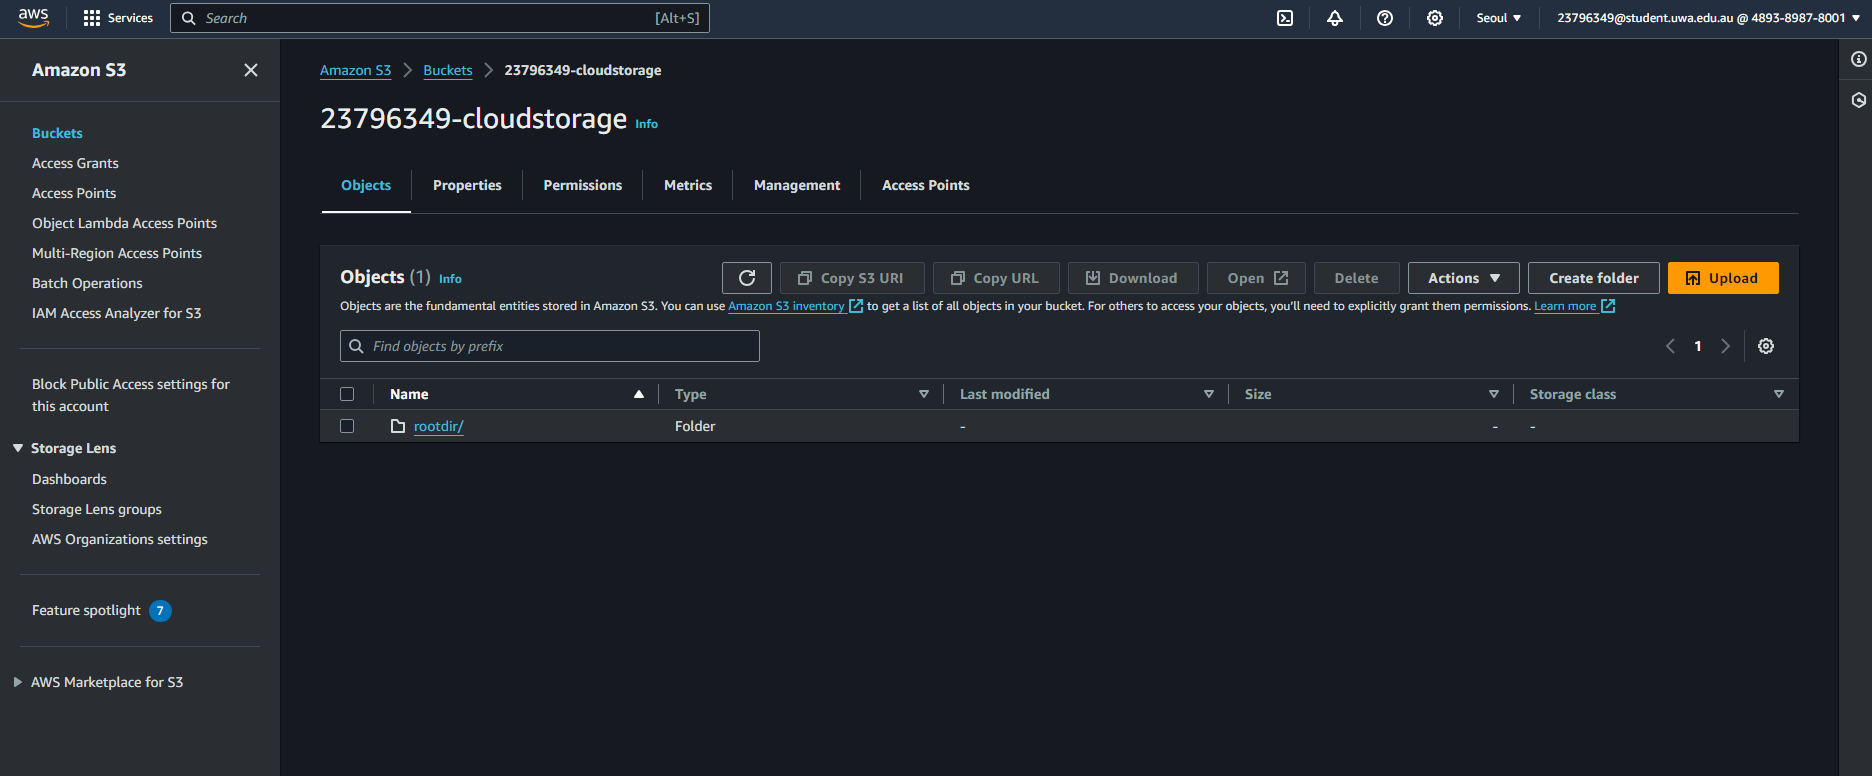 aws
Services
Search [Alt+S]
Seoul
23796349@student.uwa.edu.au @ 4893-8987-8001
Amazon S3
Buckets
Access Grants
Access Points
Object Lambda Access Points
Multi-Region Access Points
Batch Operations
IAM Access Analyzer for S3
Block Public Access settings for
this account
Storage Lens
Dashboards
Storage Lens groups
AWS Organizations settings
Feature spotlight 7
AWS Marketplace for S3
Amazon S3 Buckets 23796349-cloudstorage
23796349-cloudstorage Info
Objects Properties Permissions Metrics Management Access Points
Objects (1) Info
Copy S3 URI Copy URL Download Open Delete Actions Create folder Upload
Objects are the fundamental entities stored in Amazon S3. You can use Amazon S3 inventory to get a list of all objects in your bucket. For others to access your objects, you’ll need to explicitly grant them permissions. Learn more
Find objects by prefix
1
Name Type Last modified Size Storage class
rootdir/ Folder - - -